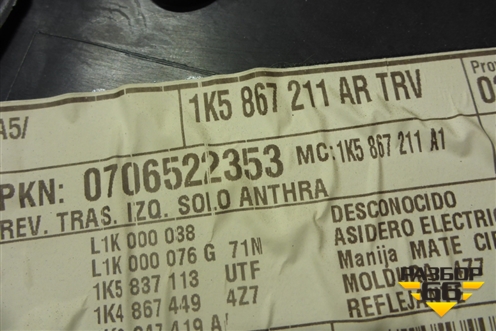 A5/
1K5 867 211 AR TRV
PKN: 0706522353 MC: 1K5 867 211 A1
REV. TRAS. IZQ. SOLO ANTHRA
L1K 000 038
L1K 000 076 G 71N
1K5 837 113 UTF
1K4 867 449 4Z7
DESCONOCIDO
ASIDERO ELECTRI
Manija MATE
MOLDU
REFLE
РАЗБОР
66